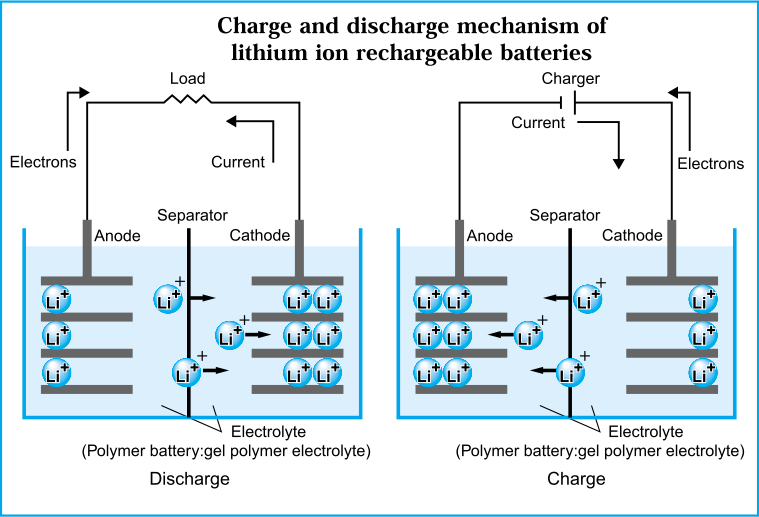 Charge and discharge mechanism of
lithium ion rechargeable batteries
Load
Electrons
Current
Separator
Anode
Cathode
Li+
Li+ +
Li+ Li+
Li+
Li+ +
Li+ Li+
Li+
Li+ +
Li+ Li+
Electrolyte
(Polymer battery:gel polymer electrolyte)
Discharge
Charger
Current
Electrons
Separator
Anode
Cathode
Li+ Li+
Li+ +
Li+
Li+ Li+
Li+ +
Li+
Li+ Li+
Li+ +
Li+
Electrolyte
(Polymer battery:gel polymer electrolyte)
Charge